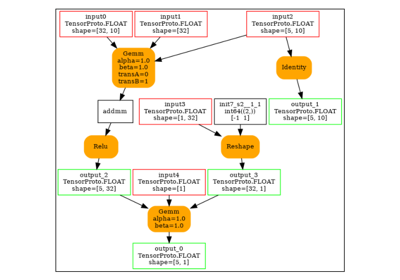 input0
TensorProto.FLOAT
shape=[32, 10]
input1
TensorProto.FLOAT
shape=[32]
input2
TensorProto.FLOAT
shape=[5, 10]
Gemm
alpha=1.0
beta=1.0
transA=0
transB=1
Identity
addmm
input3
TensorProto.FLOAT
shape=[1, 32]
init7_s2__1_1
int64((2,))
[-1 1]
output_1
TensorProto.FLOAT
shape=[5, 10]
Relu
Reshape
output_2
TensorProto.FLOAT
shape=[5, 32]
input4
TensorProto.FLOAT
shape=[1]
output_3
TensorProto.FLOAT
shape=[32, 1]
Gemm
alpha=1.0
beta=1.0
output_0
TensorProto.FLOAT
shape=[5, 1]